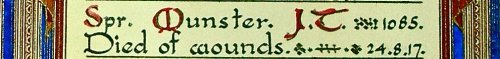 Spr. Munster. J.T. 1085.
Died of wounds. 24.8.17.